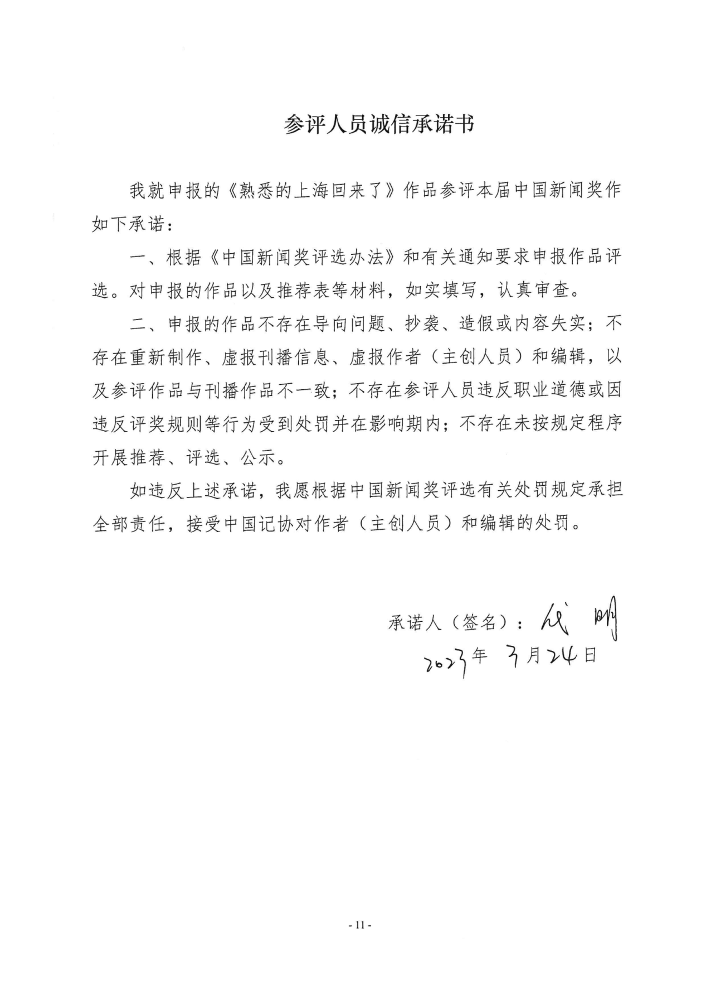 参评人员诚信承诺书
我就申报的《熟悉的上海回来了》作品参评本届中国新闻奖作
如下承诺：
一、根据《中国新闻奖评选办法》和有关通知要求申报作品评
选。对申报的作品以及推荐表等材料，如实填写，认真审查。
二、申报的作品不存在导向问题、抄袭、造假或内容失实；不
存在重新制作、虚报刊播信息、虚报作者（主创人员）和编辑，以
及参评作品与刊播作品不一致；不存在参评人员违反职业道德或因
违反评奖规则等行为受到处罚并在影响期内；不存在未按规定程序
开展推荐、评选、公示。
如违反上述承诺，我愿根据中国新闻奖评选有关处罚规定承担
全部责任，接受中国记协对作者（主创人员）和编辑的处罚。
承诺人（签名）：代 明
2023年 3月24日
- 11 -